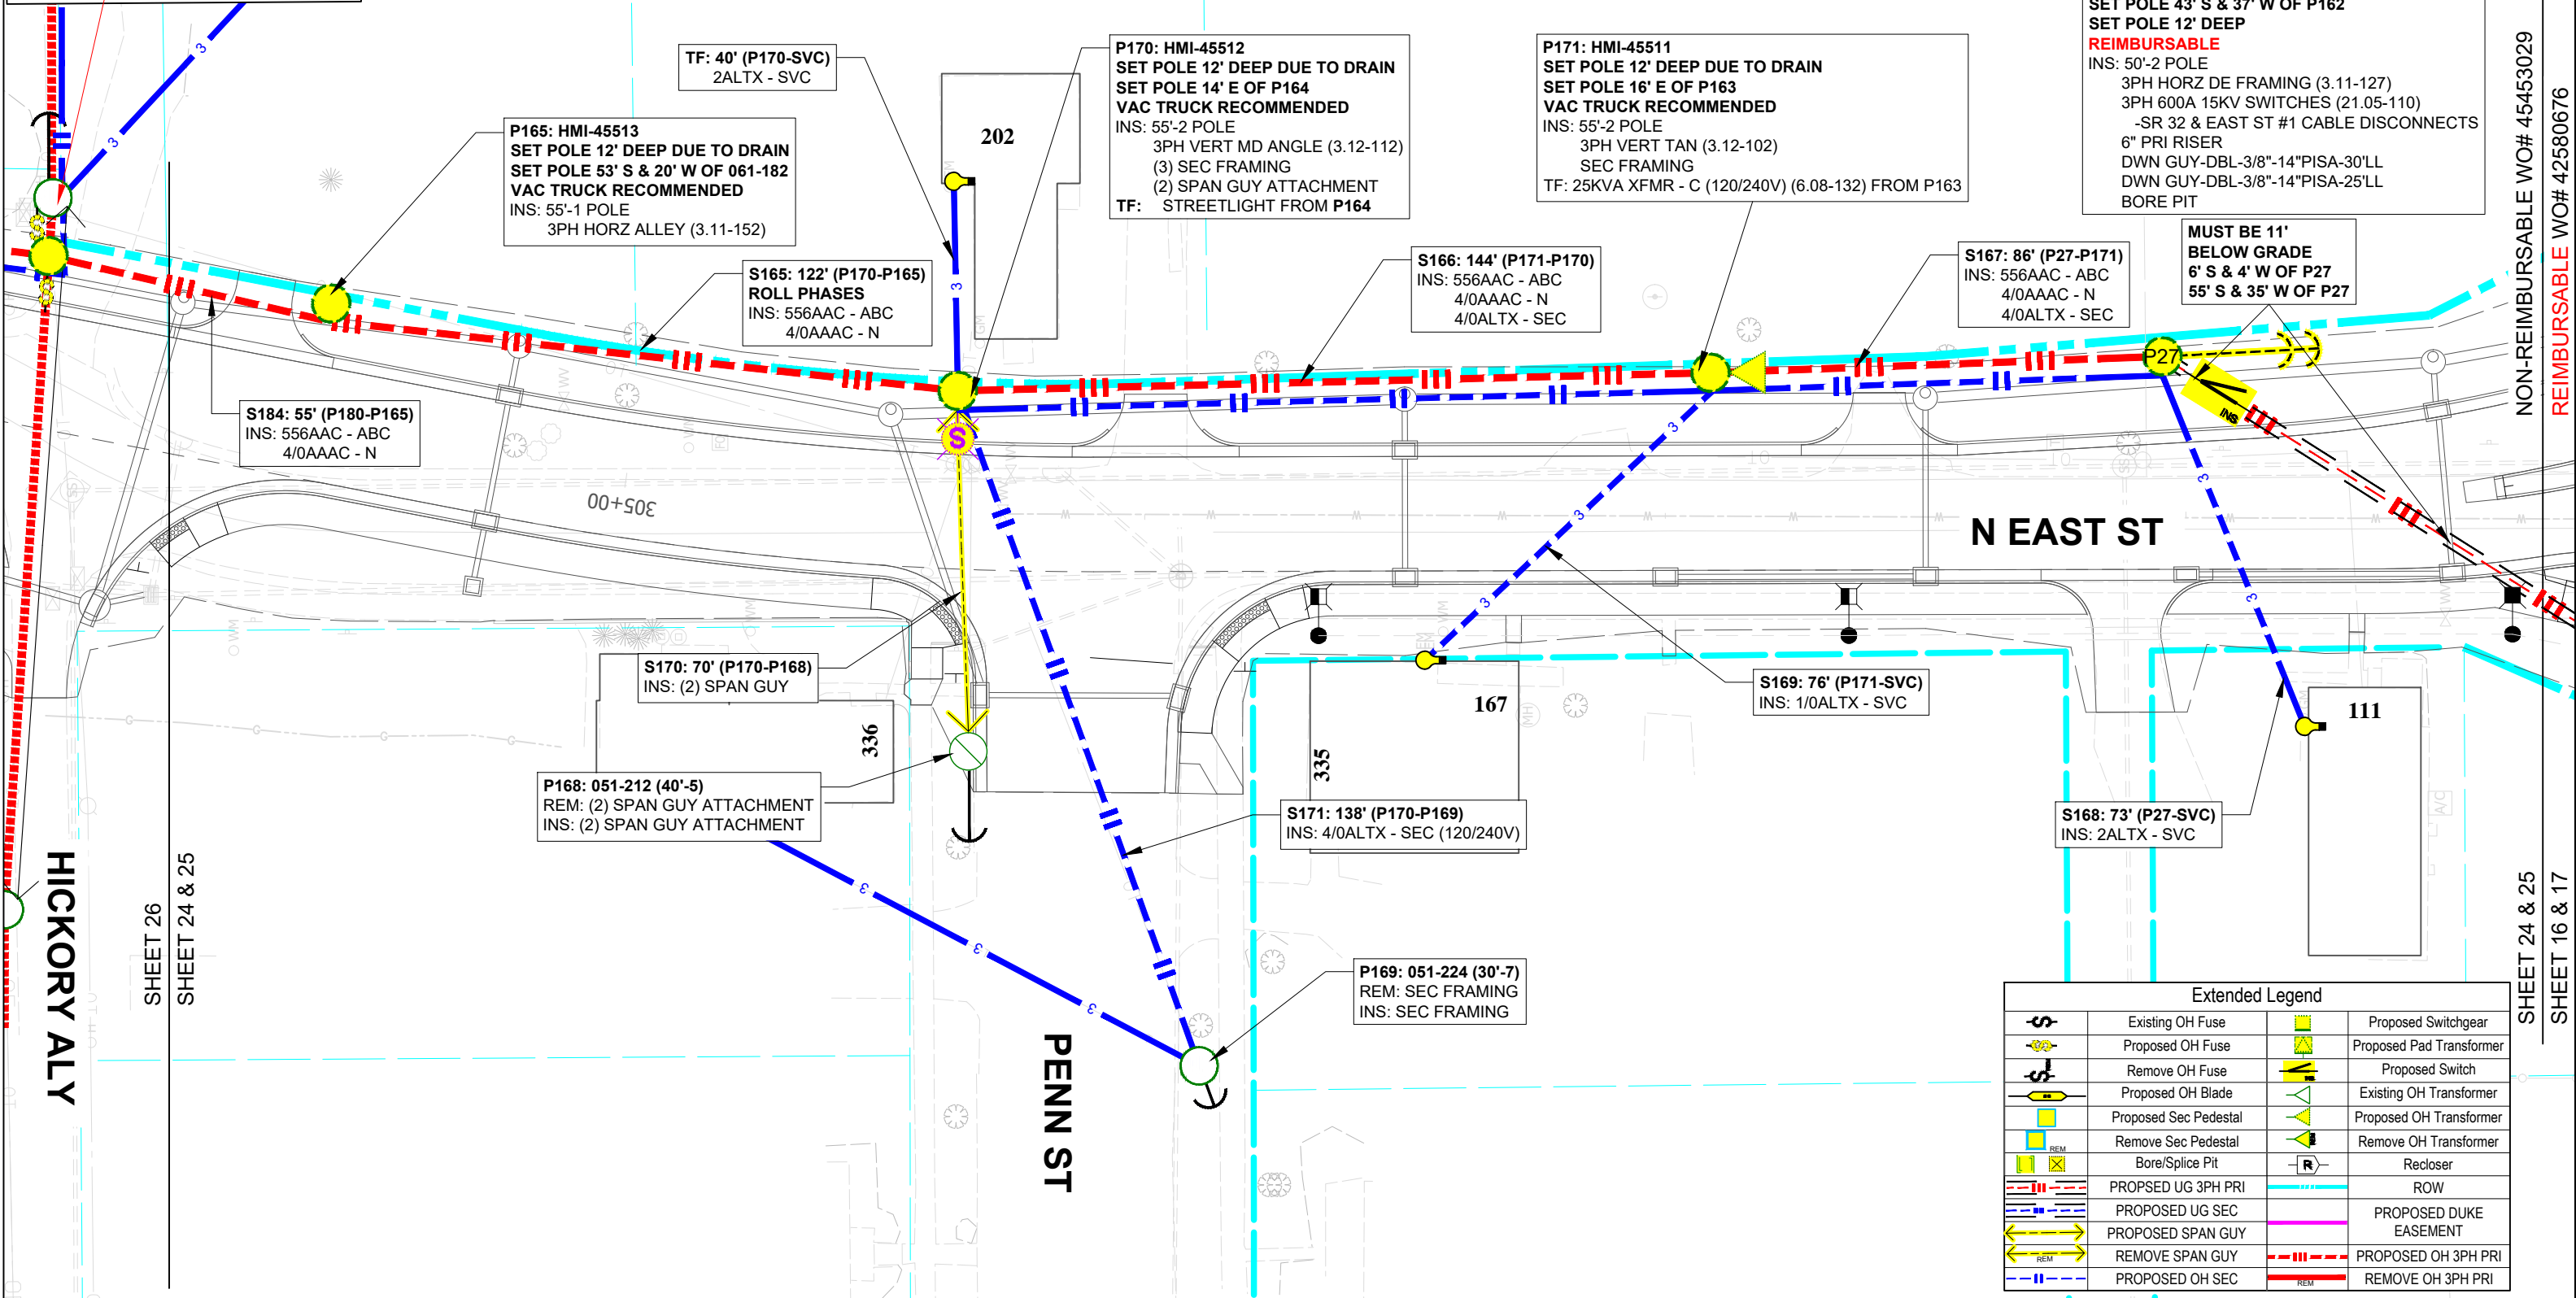 TF: 40' (P170-SVC)
2ALTX - SVC
P165: HMI-45513
SET POLE 12' DEEP DUE TO DRAIN
SET POLE 53' S & 20' W OF 061-182
VAC TRUCK RECOMMENDED
INS: 55'-1 POLE
3PH HORZ ALLEY (3.11-152)
P170: HMI-45512
SET POLE 12' DEEP DUE TO DRAIN
SET POLE 14' E OF P164
VAC TRUCK RECOMMENDED
INS: 55'-2 POLE
3PH VERT MD ANGLE (3.12-112)
(3) SEC FRAMING
(2) SPAN GUY ATTACHMENT
TF: STREETLIGHT FROM P164
P171: HMI-45511
SET POLE 12' DEEP DUE TO DRAIN
SET POLE 16' E OF P163
VAC TRUCK RECOMMENDED
INS: 55'-2 POLE
3PH VERT TAN (3.12-102)
SEC FRAMING
TF: 25KVA XFMR - C (120/240V) (6.08-132) FROM P163
SET POLE 43' S & 37' W OF P162
SET POLE 12' DEEP
REIMBURSABLE
INS: 50'-2 POLE
3PH HORZ DE FRAMING (3.11-127)
3PH 600A 15KV SWITCHES (21.05-110)
-SR 32 & EAST ST #1 CABLE DISCONNECTS
6" PRI RISER
DWN GUY-DBL-3/8"-14"PISA-30'LL
DWN GUY-DBL-3/8"-14"PISA-25'LL
BORE PIT
NON-REIMBURSABLE WO# 45453029
REIMBURSABLE WO# 42580676
202
MUST BE 11'
BELOW GRADE
6' S & 4' W OF P27
55' S & 35' W OF P27
S165: 122' (P170-P165)
ROLL PHASES
INS: 556AAC - ABC
4/0AAAC - N
S166: 144' (P171-P170)
INS: 556AAC - ABC
4/0AAAC - N
4/0ALTX - SEC
S167: 86' (P27-P171)
INS: 556AAC - ABC
4/0AAAC - N
4/0ALTX - SEC
S184: 55' (P180-P165)
INS: 556AAC - ABC
4/0AAAC - N
P27
INS
S
305+00
N EAST ST
S170: 70' (P170-P168)
INS: (2) SPAN GUY
S169: 76' (P171-SVC)
INS: 1/0ALTX - SVC
336
335
167
111
P168: 051-212 (40'-5)
REM: (2) SPAN GUY ATTACHMENT
INS: (2) SPAN GUY ATTACHMENT
S171: 138' (P170-P169)
INS: 4/0ALTX - SEC (120/240V)
S168: 73' (P27-SVC)
INS: 2ALTX - SVC
HICKORY ALY
SHEET 26
SHEET 24 & 25
P169: 051-224 (30'-7)
REM: SEC FRAMING
INS: SEC FRAMING
PENN ST
SHEET 24 & 25
SHEET 16 & 17
Extended Legend
Existing OH Fuse
Proposed Switchgear
Proposed OH Fuse
Proposed Pad Transformer
Remove OH Fuse
Proposed Switch
Proposed OH Blade
Existing OH Transformer
Proposed Sec Pedestal
Proposed OH Transformer
REM
Remove Sec Pedestal
Remove OH Transformer
Bore/Splice Pit
R
Recloser
PROPSED UG 3PH PRI
ROW
PROPOSED UG SEC
PROPOSED DUKE
EASEMENT
PROPOSED SPAN GUY
REM
REMOVE SPAN GUY
PROPOSED OH 3PH PRI
PROPOSED OH SEC
REM
REMOVE OH 3PH PRI